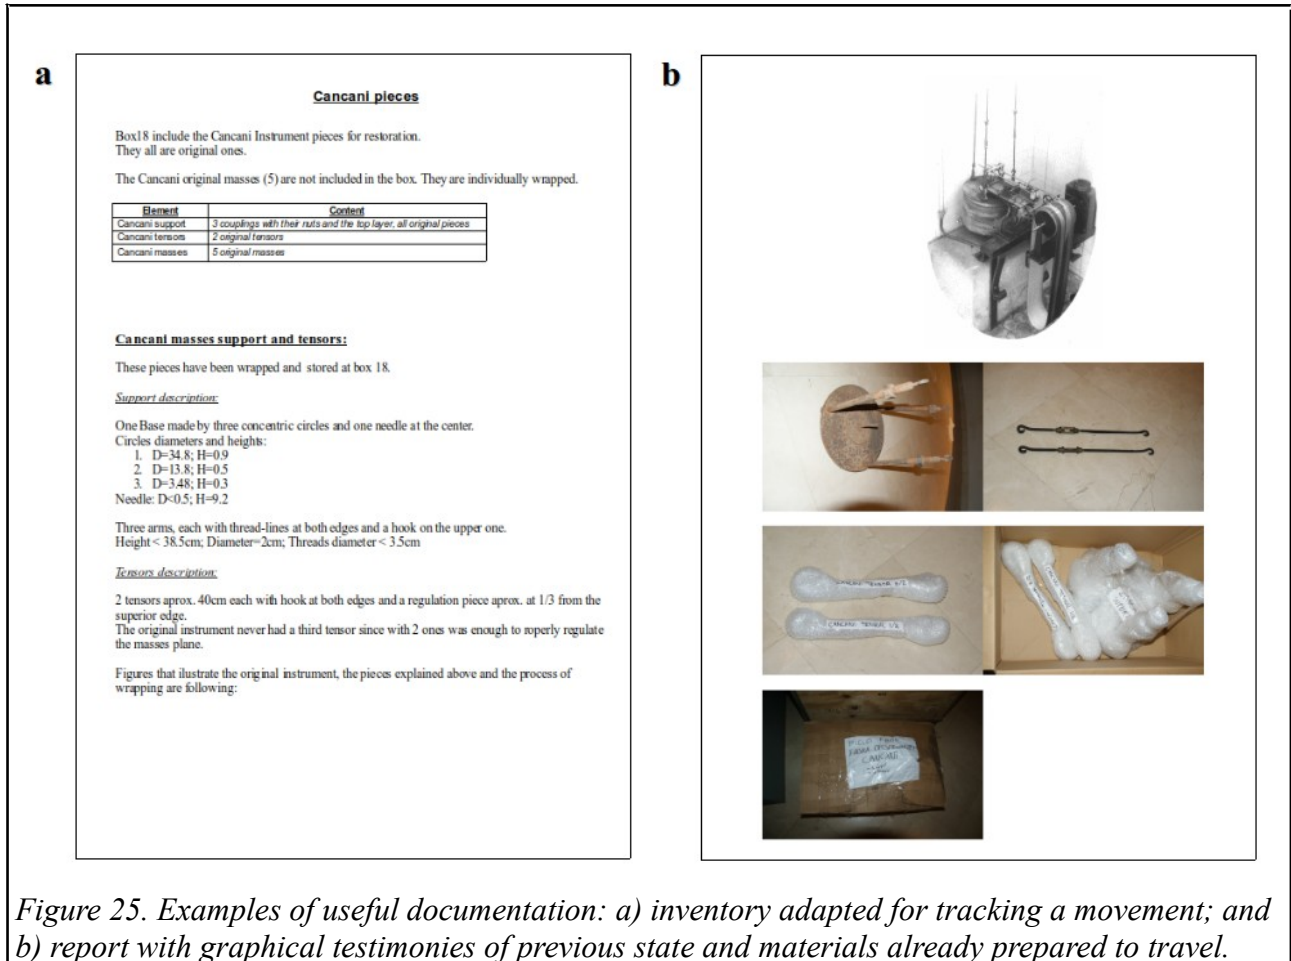 a
Cancani pieces
Box18 include the Cancani Instrument pieces for restoration.
They all are original ones.
The Cancani original masses (5) are not included in the box. They are individually wrapped.
Element Content
Cancani support 3 couplings with their nuts and the top layer, all original pieces
Cancani tensors 2 original tensors
Cancani masses 5 original masses
Cancani masses support and tensors:
These pieces have been wrapped and stored at box 18.
Support description:
One Base made by three concentric circles and one needle at the center.
Circles diameters and heights:
1. D=34.8; H=0.9
2. D=13.8; H=0.5
3. D=3.48; H=0.3
Needle: D<0.5; H=9.2
Three arms, each with thread-lines at both edges and a hook on the upper one.
Height < 38.5cm; Diameter=2cm; Threads diameter < 3.5cm
Tensors description:
2 tensors aprox. 40cm each with hook at both edges and a regulation piece aprox. at 1/3 from the
superior edge.
The original instrument never had a third tensor since with 2 ones was enough to roperly regulate
the masses plane.
Figures that ilustrate the original instrument, the pieces explained above and the process of
wrapping are following:
b
CANCANI TENSOR 2/2
CANCANI TENSOR 1/2
Figure 25. Examples of useful documentation: a) inventory adapted for tracking a movement; and
b) report with graphical testimonies of previous state and materials already prepared to travel.